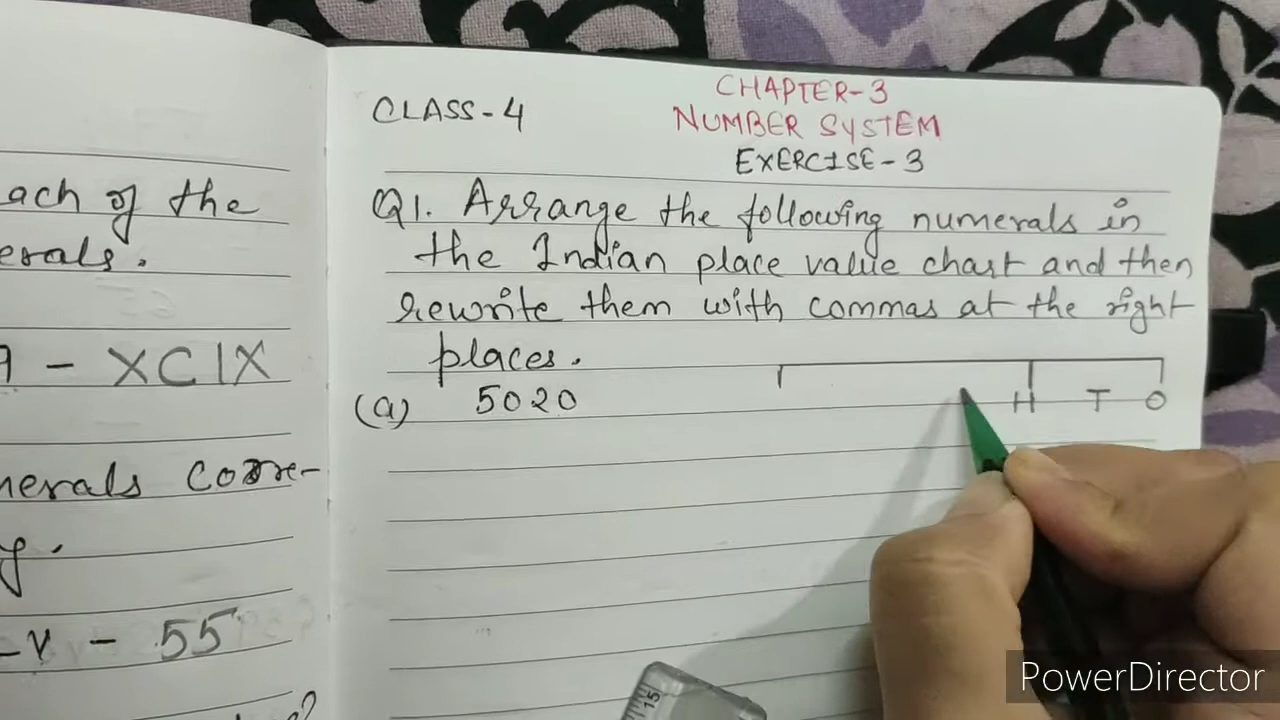 ach of the
erals.
- XCIX
nerals
y.
- 55
CLASS-4
CHAPTER-3
NUMBER SYSTEM
EXERCISE-3
Q1. Arrange the following numerals in
the Indian place value chart and then
rewrite them with commas at the right
places.
(a) 5020
H T O
15
PowerDirector